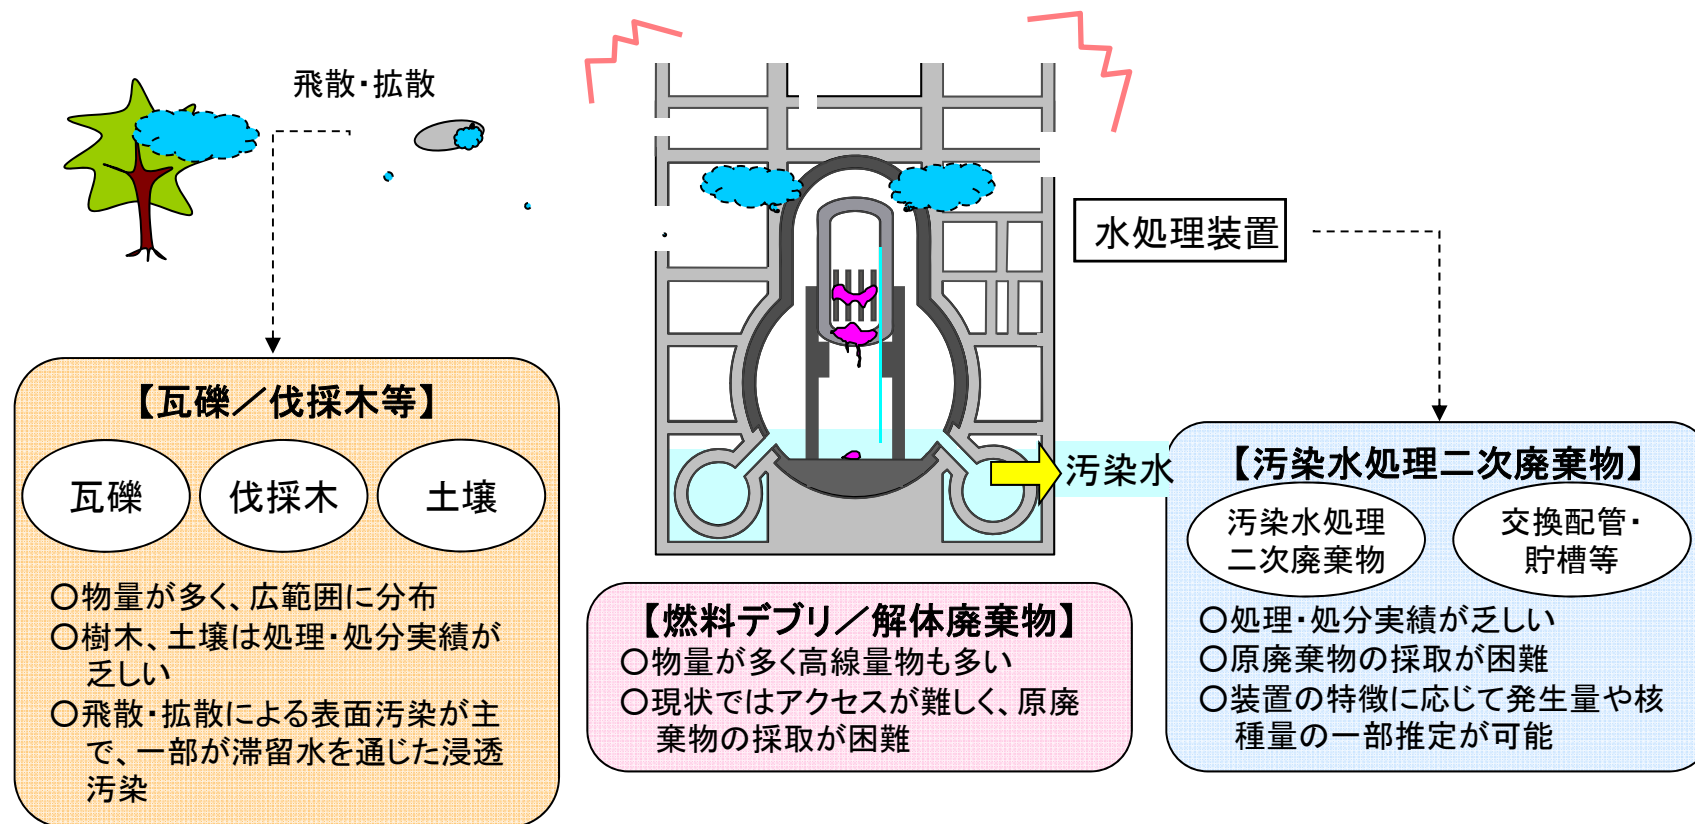 飛散・拡散
水処理装置
汚染水
【瓦礫／伐採木等】
瓦礫
伐採木
土壌
〇物量が多く、広範囲に分布
〇樹木、土壌は処理・処分実績が
乏しい
〇飛散・拡散による表面汚染が主
で、一部が滞留水を通じた浸透
汚染
【燃料デブリ／解体廃棄物】
〇物量が多く高線量物も多い
〇現状ではアクセスが難しく、原廃
棄物の採取が困難
【汚染水処理二次廃棄物】
汚染水処理
二次廃棄物
交換配管・
貯槽等
〇処理・処分実績が乏しい
〇原廃棄物の採取が困難
〇装置の特徴に応じて発生量や核
種量の一部推定が可能